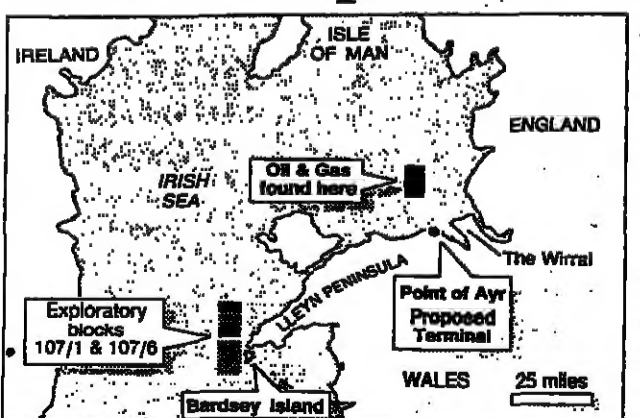 IRELAND
ISLE
OF MAN
ENGLAND
Oil & Gas
found here
IRISH
SEA
The Wirral
LLEYN PENINSULA
Point of Ayr
Proposed
Terminal
Exploratory
blocks
107/1 & 107/6
WALES
25 miles
Bardsey Island